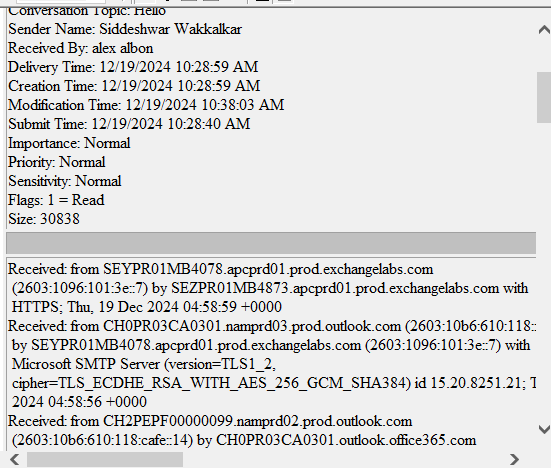 Conversation Topic: Hello
Sender Name: Siddeshwar Wakkalkar
Received By: alex albon
Delivery Time: 12/19/2024 10:28:59 AM
Creation Time: 12/19/2024 10:28:59 AM
Modification Time: 12/19/2024 10:38:03 AM
Submit Time: 12/19/2024 10:28:40 AM
Importance: Normal
Priority: Normal
Sensitivity: Normal
Flags: 1 = Read
Size: 30838
Received: from SEYPR01MB4078.apcprd01.prod.exchangelabs.com
(2603:1096:101:3e::7) by SEZPR01MB4873.apcprd01.prod.exchangelabs.com with
HTTPS; Thu, 19 Dec 2024 04:58:59 +0000
Received: from CH0PR03CA0301.namprd03.prod.outlook.com (2603:10b6:610:118::
by SEYPR01MB4078.apcprd01.prod.exchangelabs.com (2603:1096:101:3e::7) with
Microsoft SMTP Server (version=TLS1_2,
cipher=TLS_ECDHE_RSA_WITH_AES_256_GCM_SHA384) id 15.20.8251.21; T
2024 04:58:56 +0000
Received: from CH2PEPF00000099.namprd02.prod.outlook.com
(2603:10b6:610:118:cafe::14) by CH0PR03CA0301.outlook.office365.com